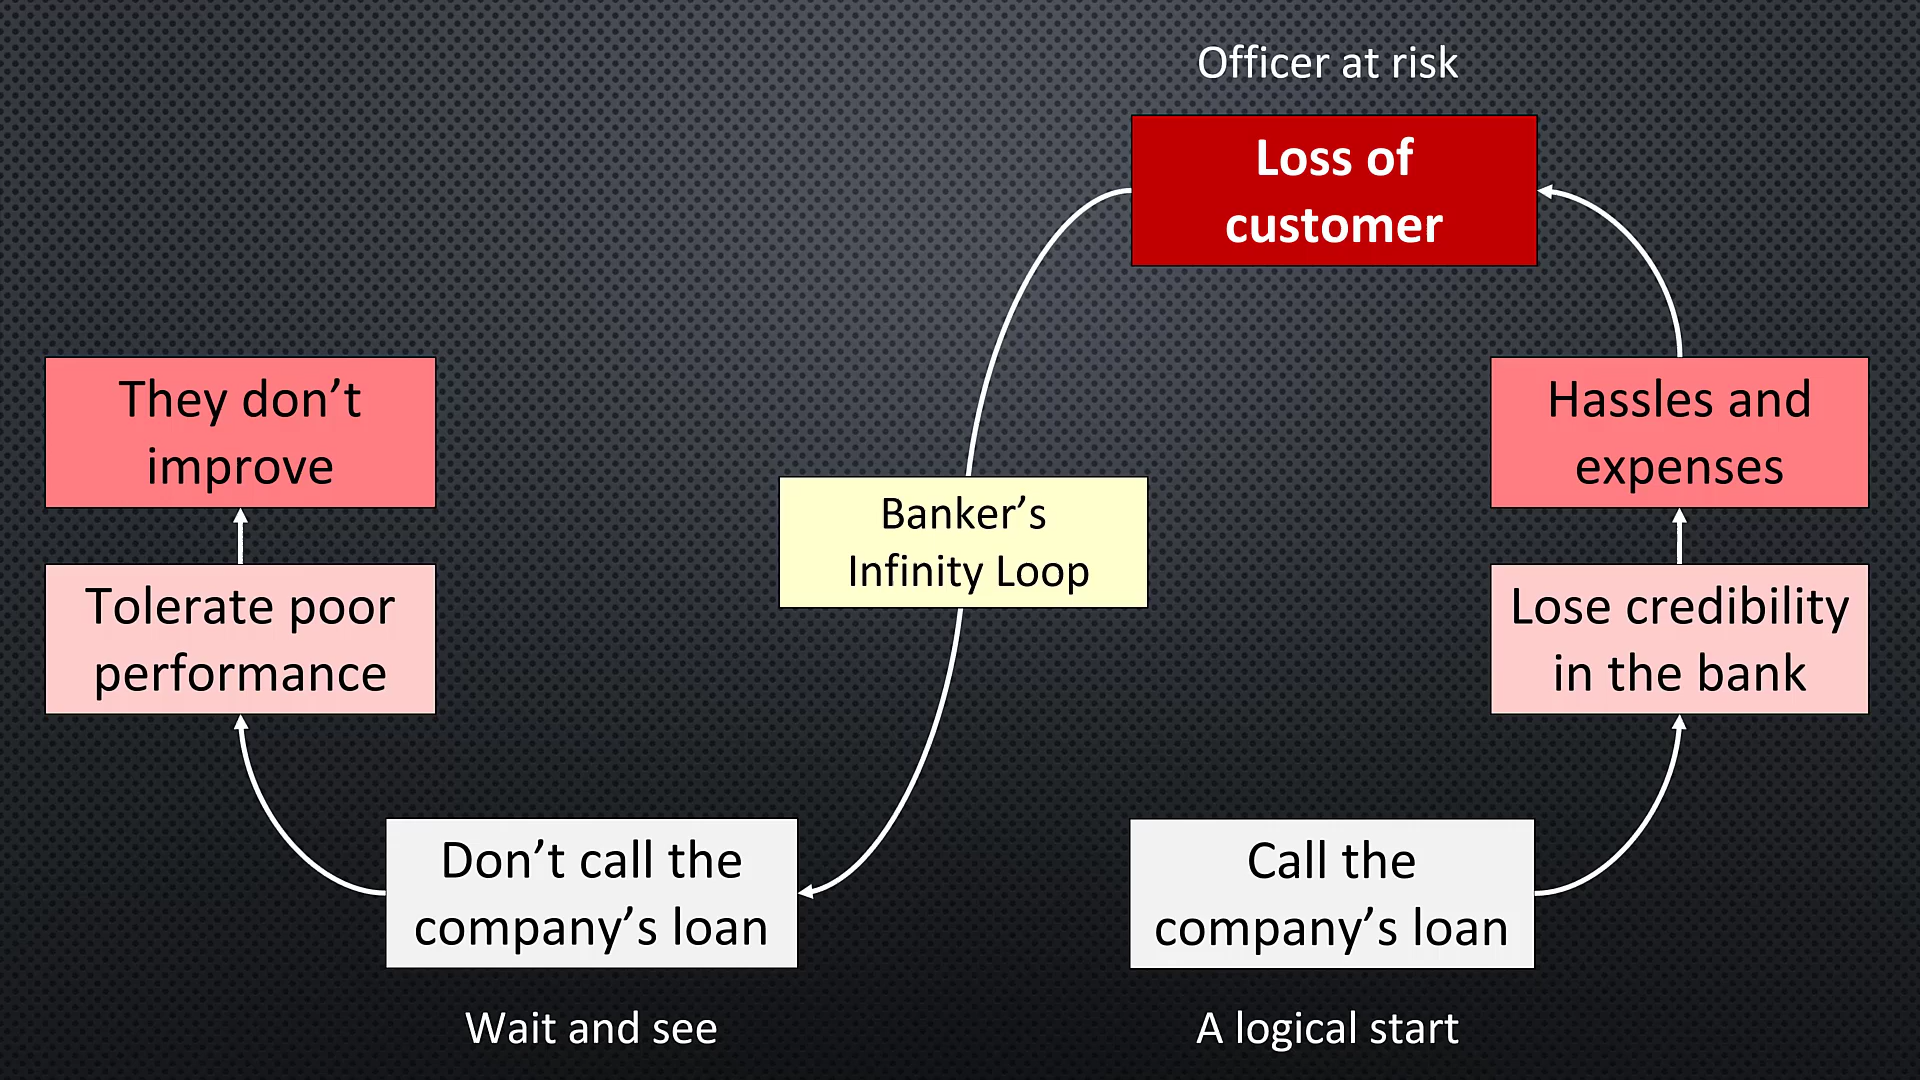 Officer at risk
Loss of
customer
They don’t
improve
Hassles and
expenses
Banker’s
Infinity Loop
Tolerate poor
performance
Lose credibility
in the bank
Don’t call the
company’s loan
Call the
company’s loan
Wait and see
A logical start